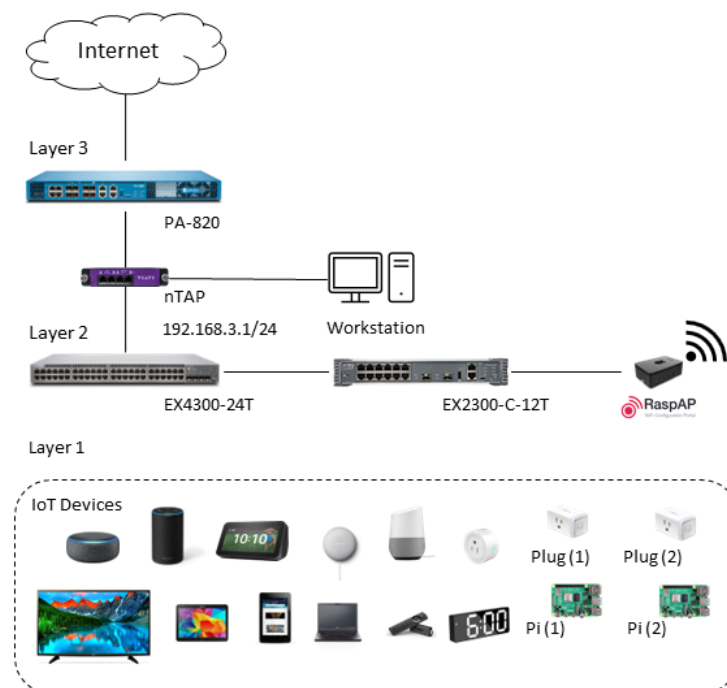 Internet
Layer 3
PA-820
nTAP
192.168.3.1/24
Workstation
Layer 2
EX4300-24T
EX2300-C-12T
RaspAP
Layer 1
IoT Devices
10:10
Plug (1)
Plug (2)
6:00
Pi (1)
Pi (2)